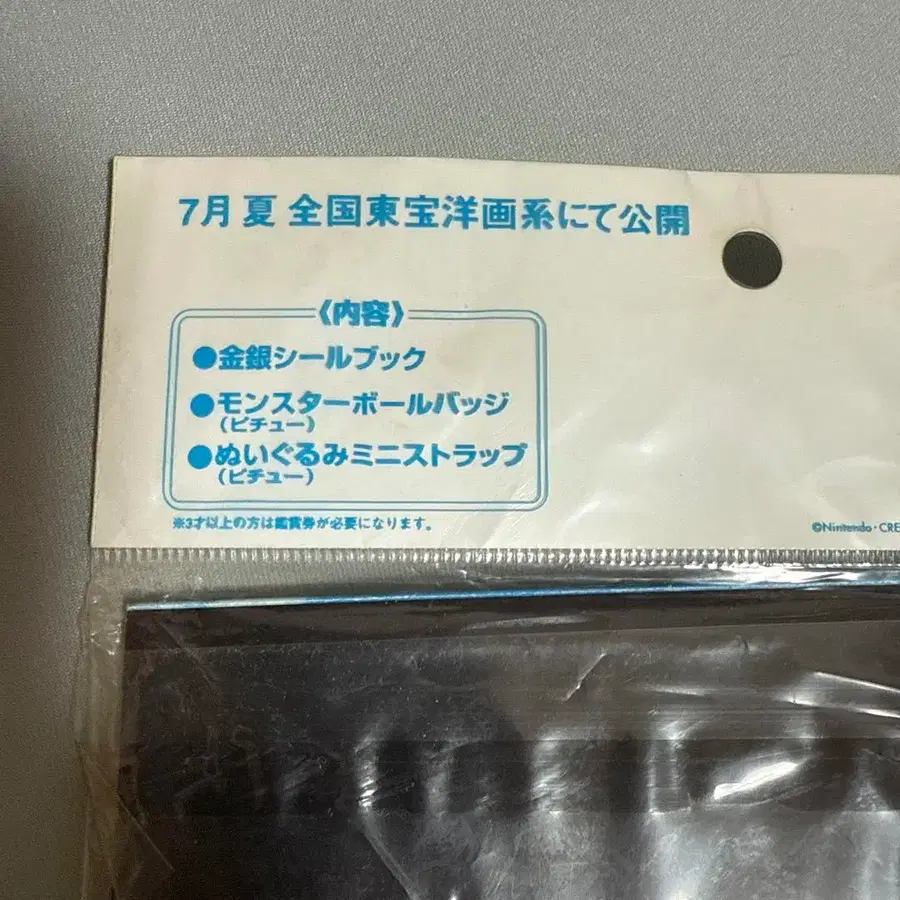 7月 夏 全国東宝洋画系にて公開
《内容》
●金銀シールブック
●モンスターボールバッジ
(ピチュー)
●ぬいぐるみミニストラップ
(ピチュー)
※3才以上の方は鑑賞券が必要になります。
©Nintendo・CRE